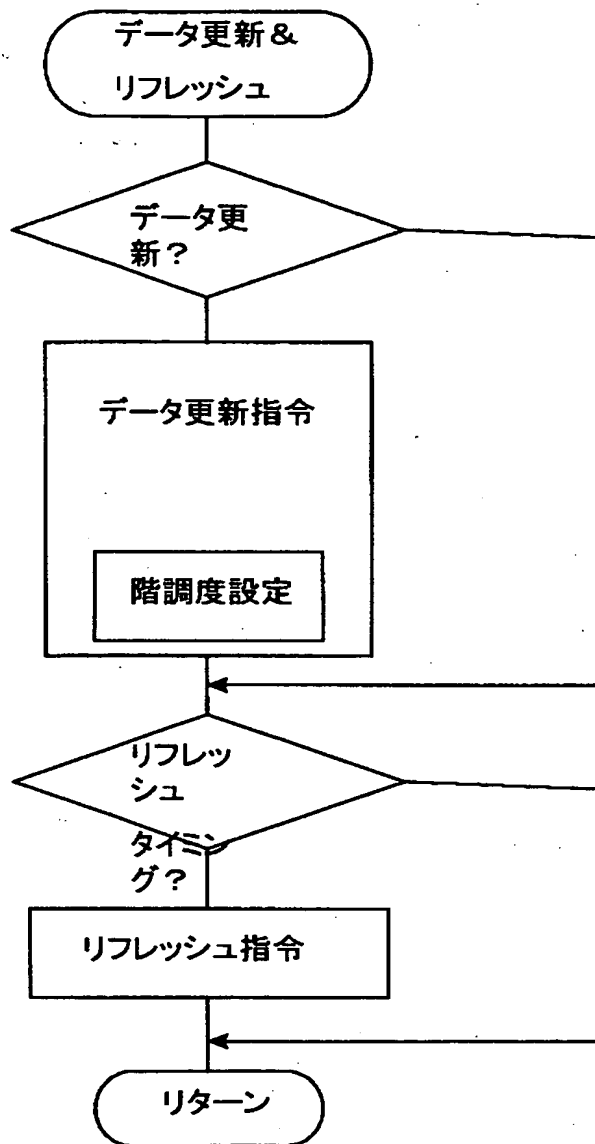 データ更新＆
リフレッシュ
データ更
新？
データ更新指令
階調度設定
リフレッ
シュ
タイミン
グ？
リフレッシュ指令
リターン